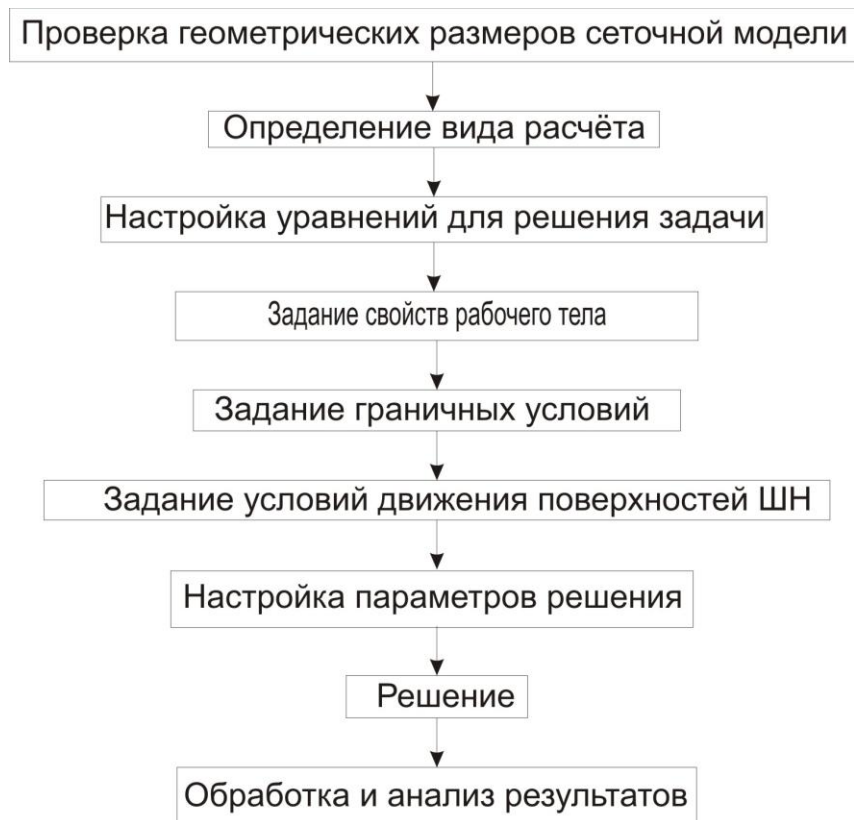 Проверка геометрических размеров сеточной модели
Определение вида расчёта
Настройка уравнений для решения задачи
Задание свойств рабочего тела
Задание граничных условий
Задание условий движения поверхностей ШН
Настройка параметров решения
Решение
Обработка и анализ результатов